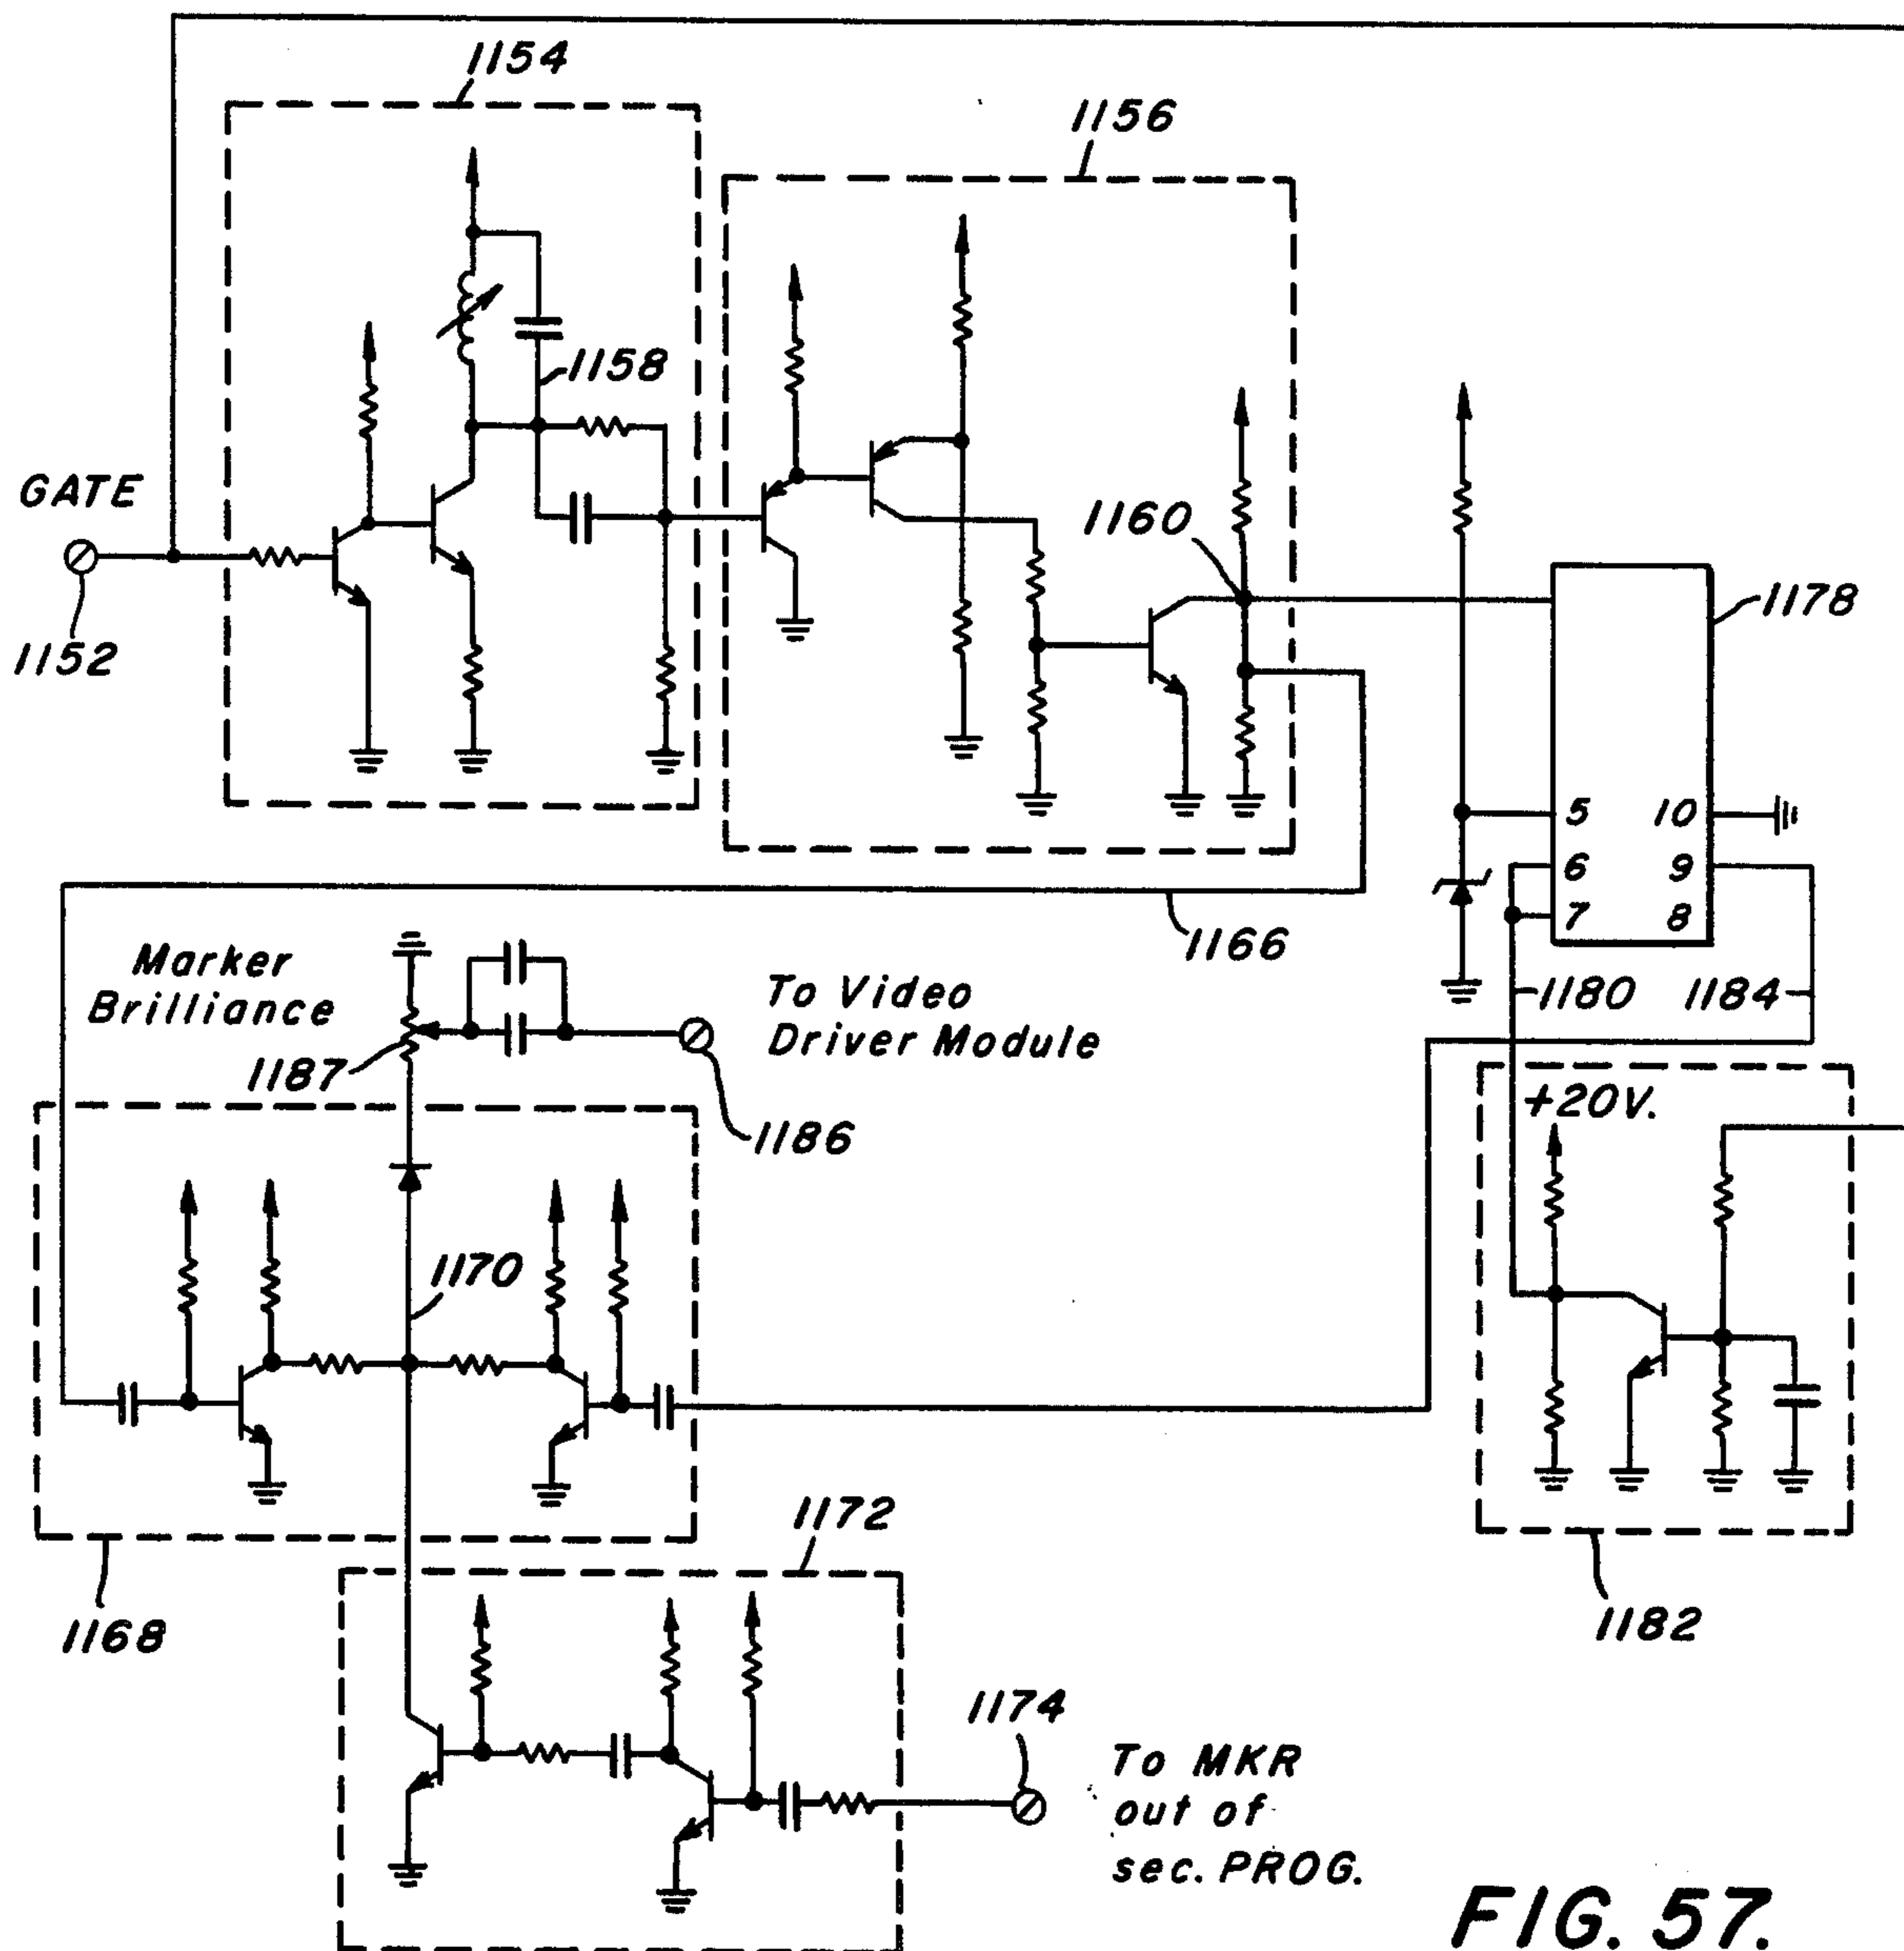 1154
1156
1158
GATE
1160
1178
1152
5 10
6 9
7 8
1166
Marker
Brilliance
To Video
Driver Module
1180 1184
1187
1186
+20V.
1170
1172
1168
1182
1174
To MKR
out of
sec. PROG.
FIG. 57.